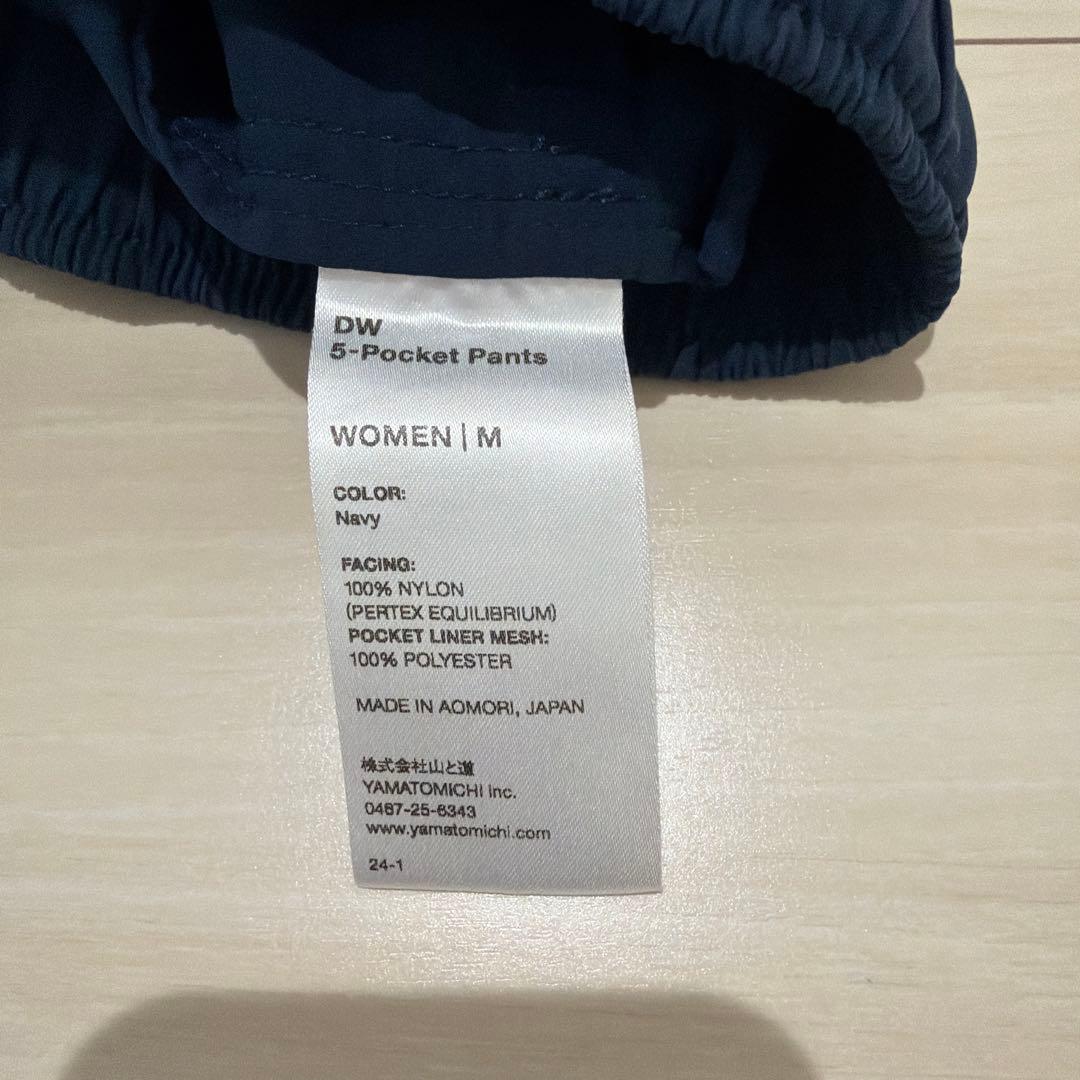 DW
5-Pocket Pants
WOMEN | M
COLOR:
Navy
FACING:
100% NYLON
(PERTEX EQUILIBRIUM)
POCKET LINER MESH:
100% POLYESTER
MADE IN AOMORI, JAPAN
株式会社山と道
YAMATOMICHI Inc.
0467-25-6343
www.yamatomichi.com
24-1